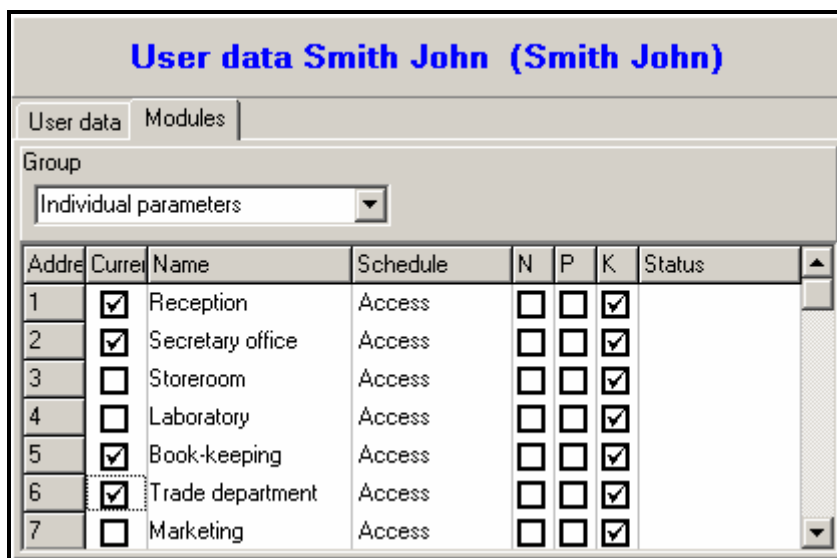 User data Smith John (Smith John)
User data Modules
Group
Individual parameters
Addre Currer Name Schedule N P K Status
1 Reception Access
2 Secretary office Access
3 Storeroom Access
4 Laboratory Access
5 Book-keeping Access
6 Trade department Access
7 Marketing Access